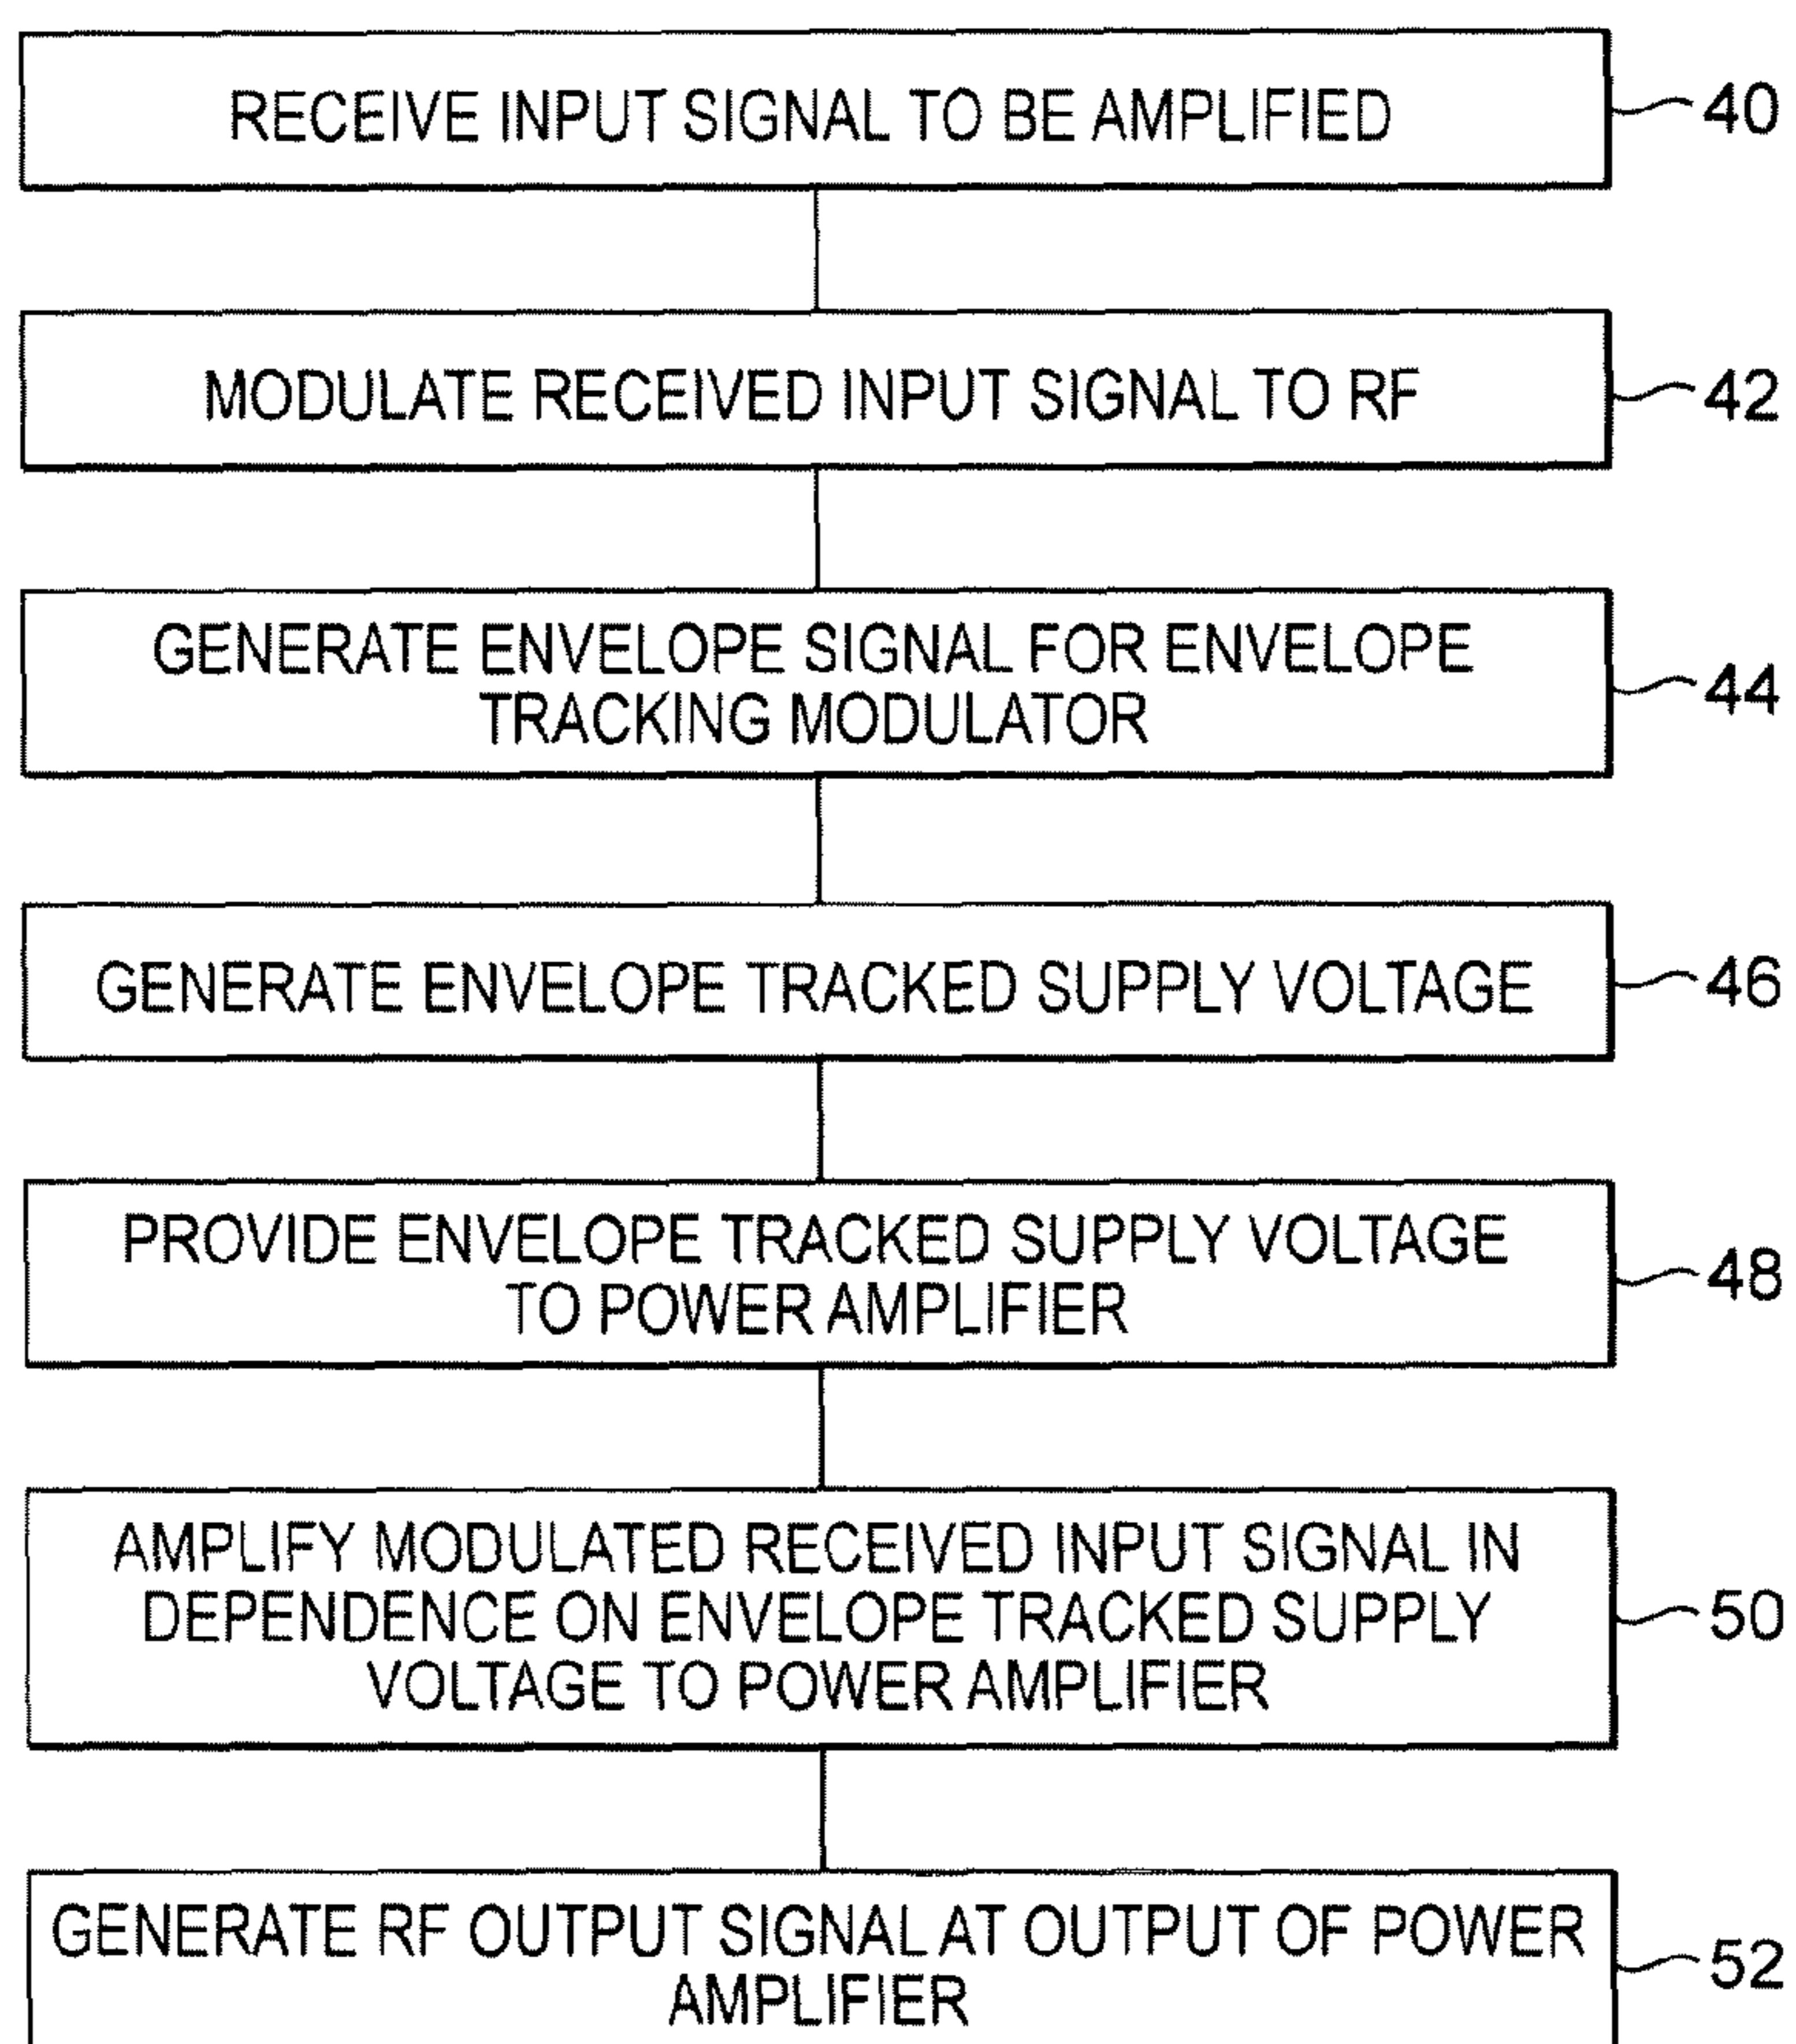 RECEIVE INPUT SIGNAL TO BE AMPLIFIED
40
MODULATE RECEIVED INPUT SIGNAL TO RF
42
GENERATE ENVELOPE SIGNAL FOR ENVELOPE
TRACKING MODULATOR
44
GENERATE ENVELOPE TRACKED SUPPLY VOLTAGE
46
PROVIDE ENVELOPE TRACKED SUPPLY VOLTAGE
TO POWER AMPLIFIER
48
AMPLIFY MODULATED RECEIVED INPUT SIGNAL IN
DEPENDENCE ON ENVELOPE TRACKED SUPPLY
VOLTAGE TO POWER AMPLIFIER
50
GENERATE RF OUTPUT SIGNAL AT OUTPUT OF POWER
AMPLIFIER
52